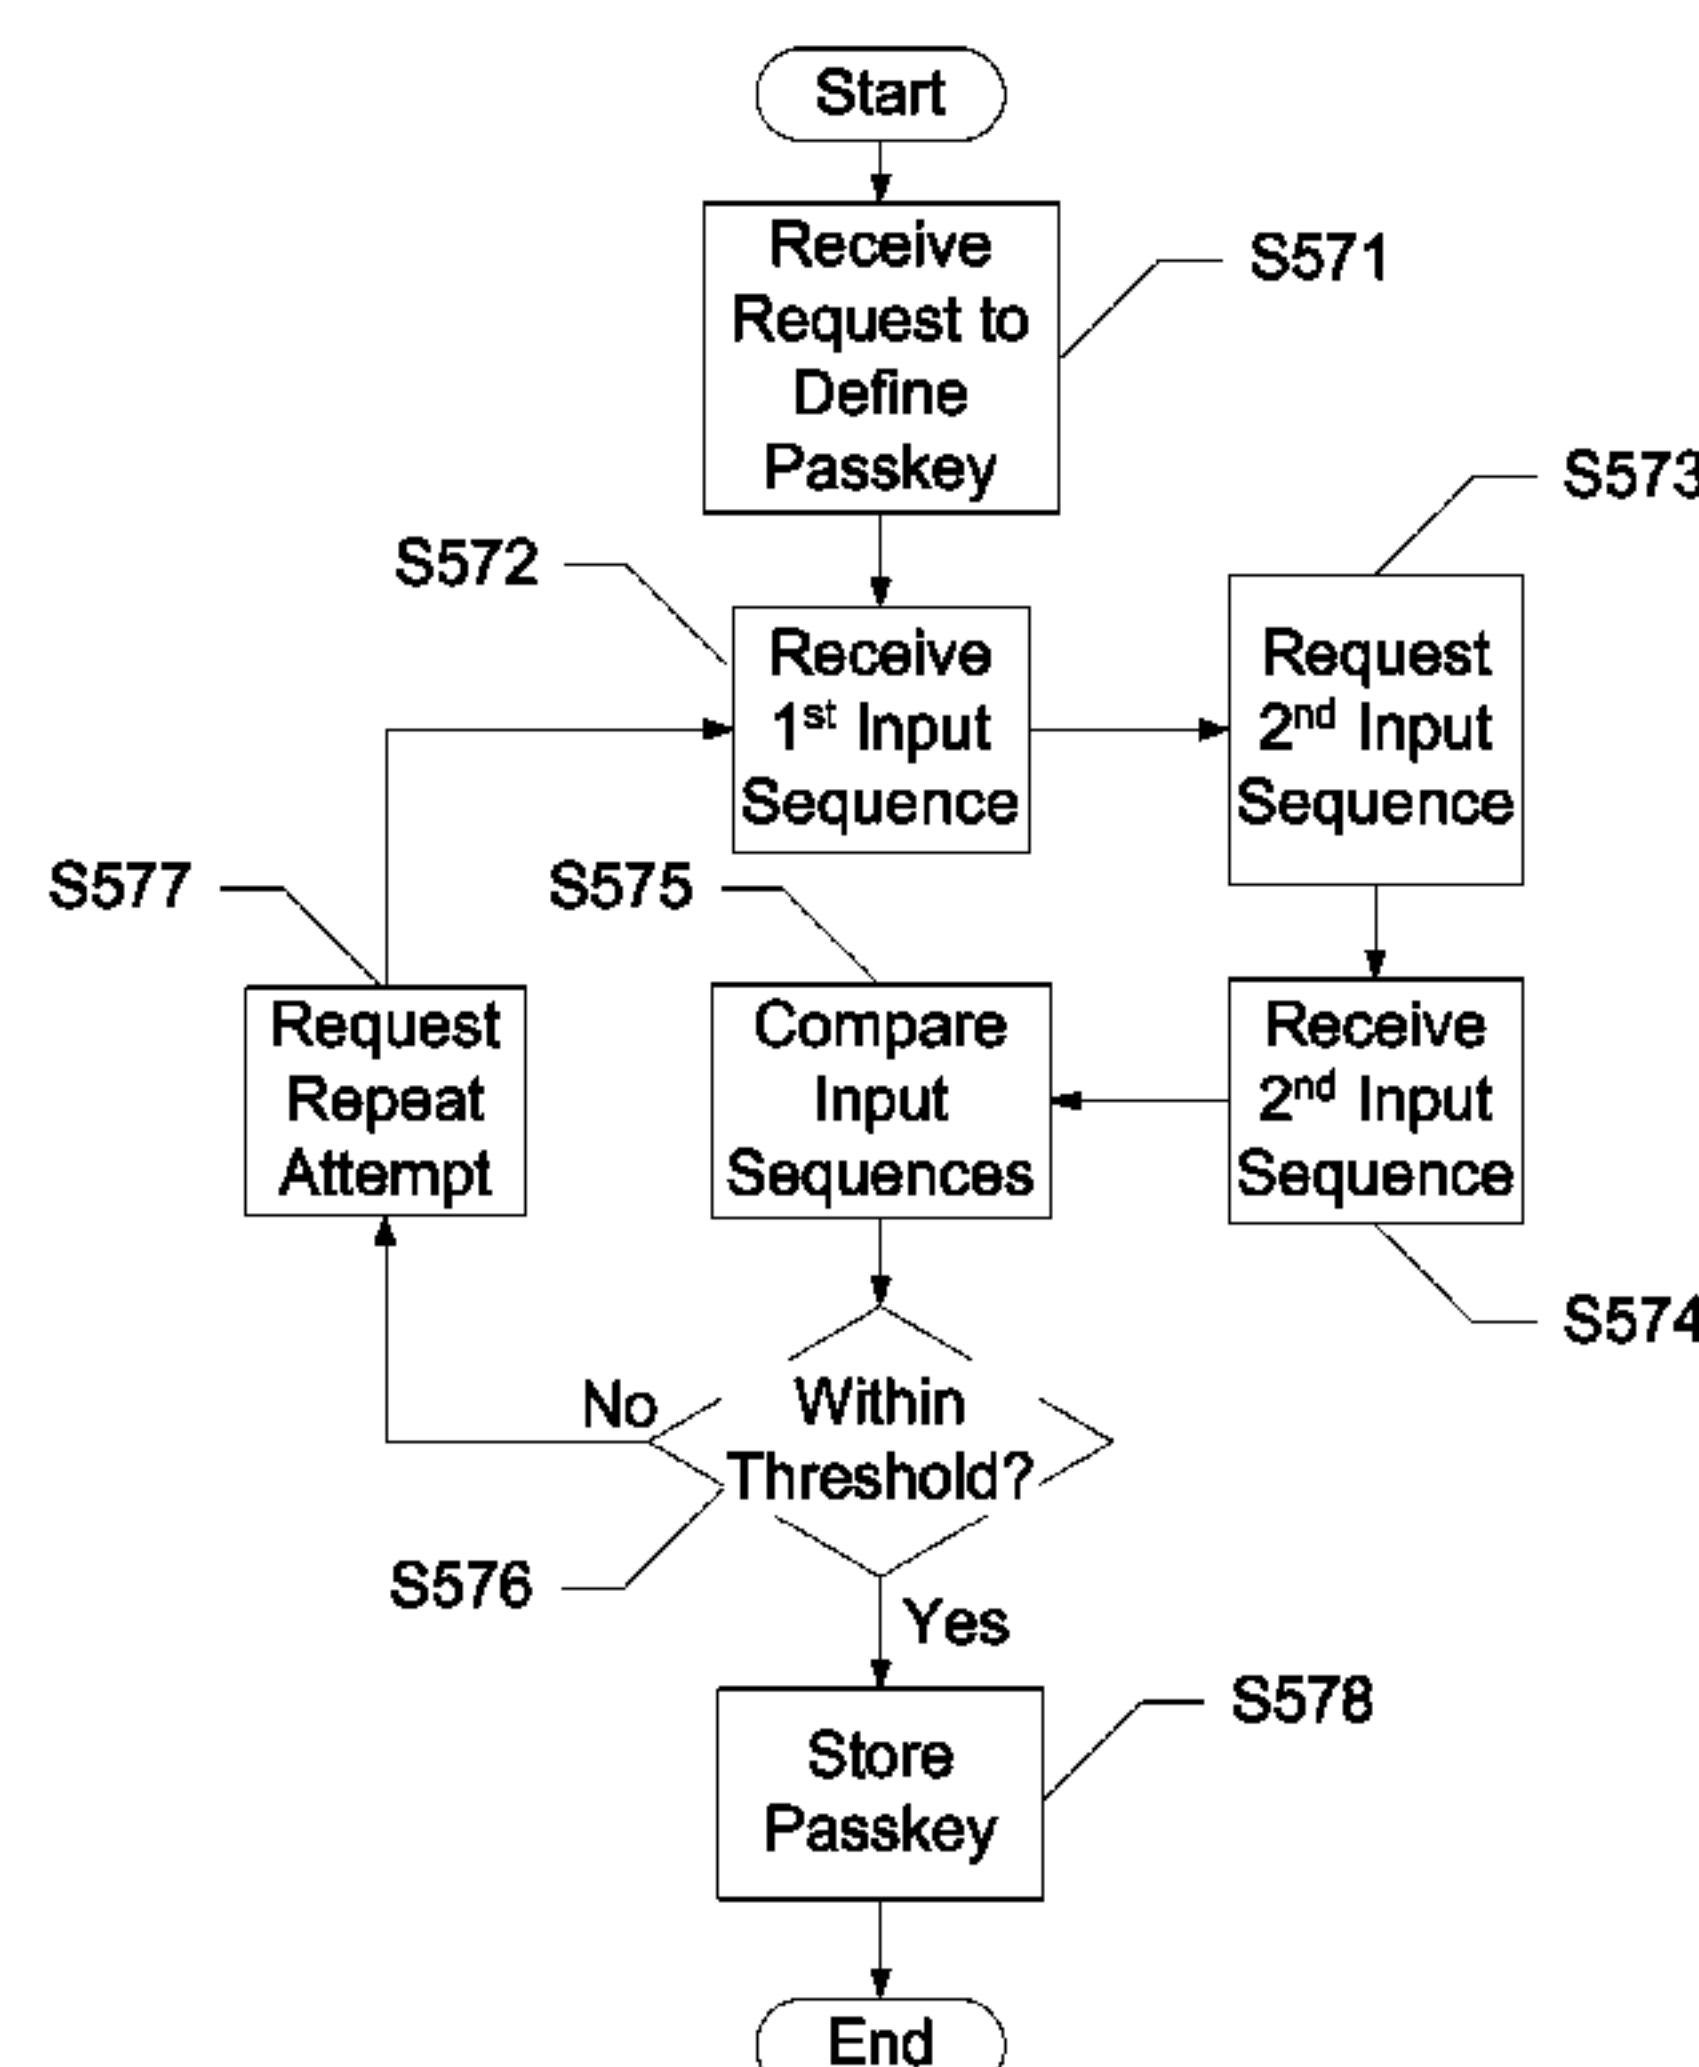 Start
Receive
Request to
Define
Passkey
S571
S573
S572
Receive
1st Input
Sequence
Request
2nd Input
Sequence
S577
S575
Request
Repeat
Attempt
Compare
Input
Sequences
Receive
2nd Input
Sequence
S574
No
Within
Threshold?
S576
Yes
S578
Store
Passkey
End